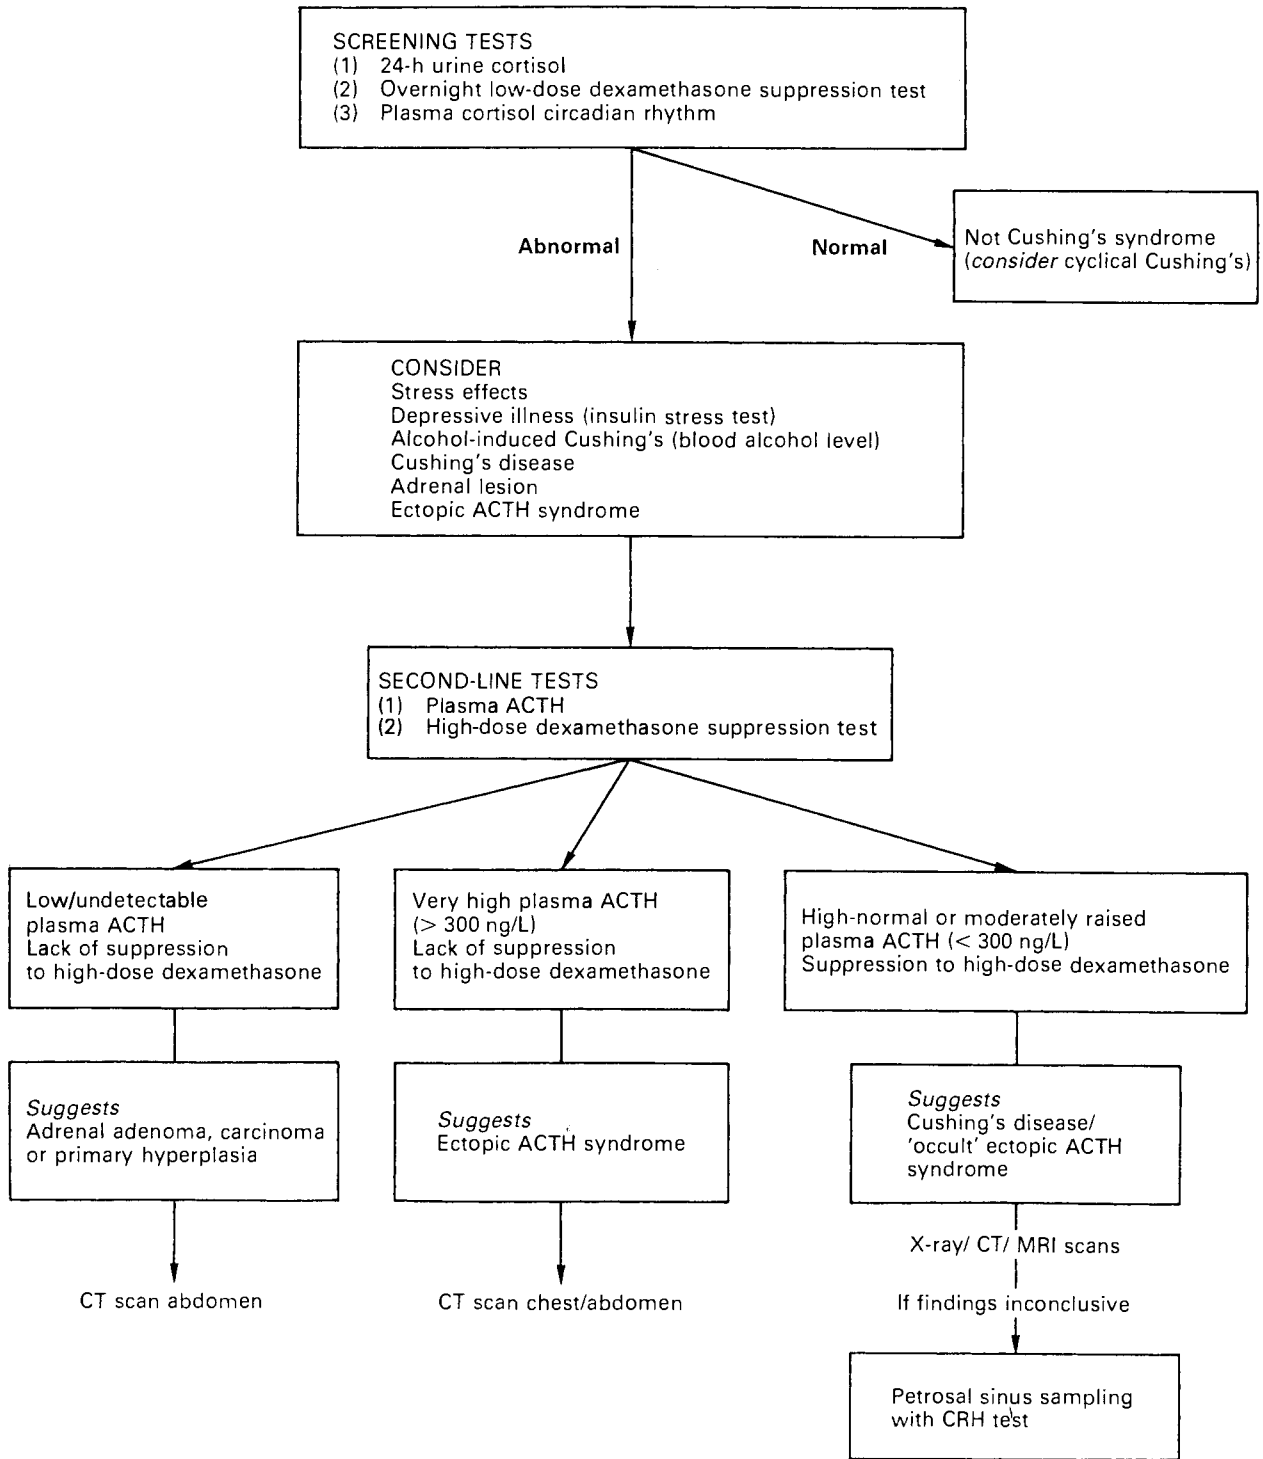 SCREENING TESTS
(1) 24-h urine cortisol
(2) Overnight low-dose dexamethasone suppression test
(3) Plasma cortisol circadian rhythm
Abnormal
Normal
Not Cushing's syndrome
(consider cyclical Cushing's)
CONSIDER
Stress effects
Depressive illness (insulin stress test)
Alcohol-induced Cushing's (blood alcohol level)
Cushing's disease
Adrenal lesion
Ectopic ACTH syndrome
SECOND-LINE TESTS
(1) Plasma ACTH
(2) High-dose dexamethasone suppression test
Low/undetectable
plasma ACTH
Lack of suppression
to high-dose dexamethasone
Very high plasma ACTH
(> 300 ng/L)
Lack of suppression
to high-dose dexamethasone
High-normal or moderately raised
plasma ACTH (< 300 ng/L)
Suppression to high-dose dexamethasone
Suggests
Adrenal adenoma, carcinoma
or primary hyperplasia
Suggests
Ectopic ACTH syndrome
Suggests
Cushing's disease/
'occult' ectopic ACTH
syndrome
CT scan abdomen
CT scan chest/abdomen
X-ray/ CT/ MRI scans
If findings inconclusive
Petrosal sinus sampling
with CRH test